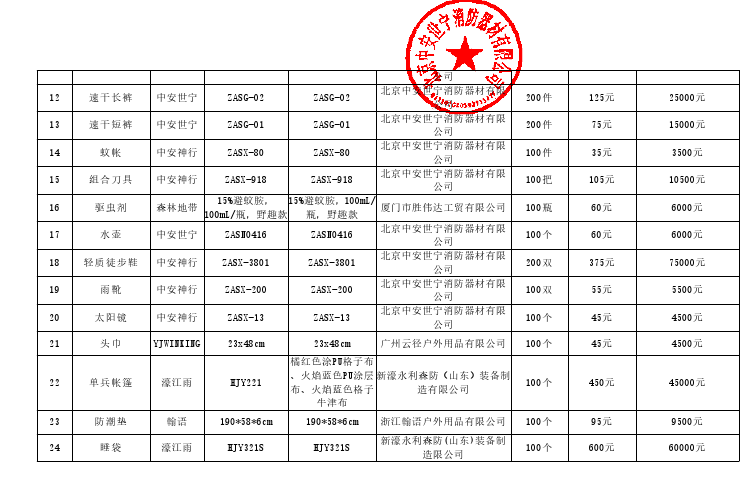 北京中安世宁消防器材有限公司
公司
12 速干长裤 中安世宁 ZASG-02 ZASG-02 北京中安世宁消防器材有限 200件 125元 25000元
13 速干短裤 中安世宁 ZASG-01 ZASG-01 北京中安世宁消防器材有限
公司 200件 75元 15000元
14 蚊帐 中安神行 ZASX-80 ZASX-80 北京中安世宁消防器材有限
公司 100件 35元 3500元
15 组合刀具 中安神行 ZASX-918 ZASX-918 北京中安世宁消防器材有限
公司 100把 105元 10500元
16 驱虫剂 森林地带 15%避蚊胺,
100mL/瓶,野趣款 15%避蚊胺,100mL/
瓶,野趣款 厦门市胜伟达工贸有限公司 100瓶 60元 6000元
17 水壶 中安世宁 ZASN0416 ZASN0416 北京中安世宁消防器材有限
公司 100个 60元 6000元
18 轻质徒步鞋 中安神行 ZASX-3801 ZASX-3801 北京中安世宁消防器材有限
公司 200双 375元 75000元
19 雨靴 中安神行 ZASX-200 ZASX-200 北京中安世宁消防器材有限
公司 100双 55元 5500元
20 太阳镜 中安神行 ZASX-13 ZASX-13 北京中安世宁消防器材有限
公司 100个 45元 4500元
21 头巾 YJWINKING 23x48cm 23x48cm 广州云径户外用品有限公司 100个 45元 4500元
22 单兵帐篷 濠江雨 HJY221 橘红色涂PU格子布
、火焰蓝色PU涂层
布、火焰蓝色格子
牛津布 新濠永利森防（山东）装备制
造有限公司 100个 450元 45000元
23 防潮垫 翰语 190*58*6cm 190*58*6cm 浙江翰语户外用品有限公司 100个 95元 9500元
24 睡袋 濠江雨 HJY321S HJY321S 新濠永利森防(山东)装备制
造有限公司 100个 600元 60000元